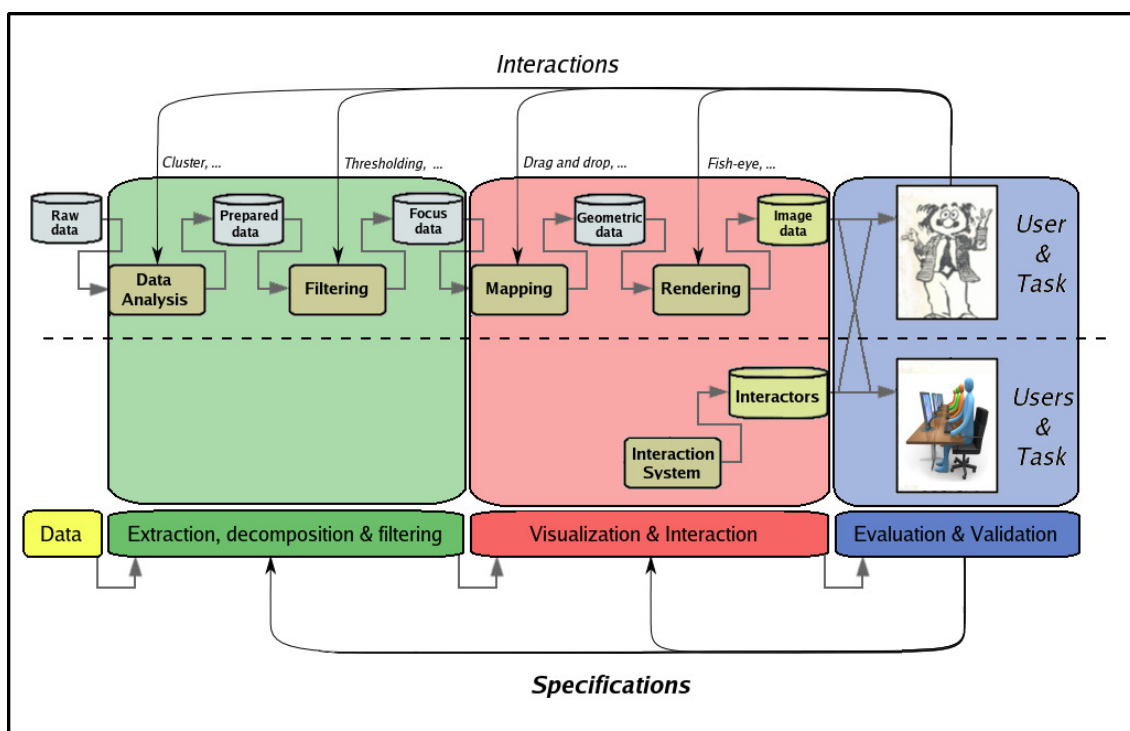 Interactions
Cluster, ...
Thresholding, ...
Drag and drop, ...
Fish-eye, ...
Raw
data
Prepared
data
Focus
data
Geometric
data
Image
data
User
&
Task
Data
Analysis
Filtering
Mapping
Rendering
Interactors
Interaction
System
Users
&
Task
Data
Extraction, decomposition & filtering
Visualization & Interaction
Evaluation & Validation
Specifications